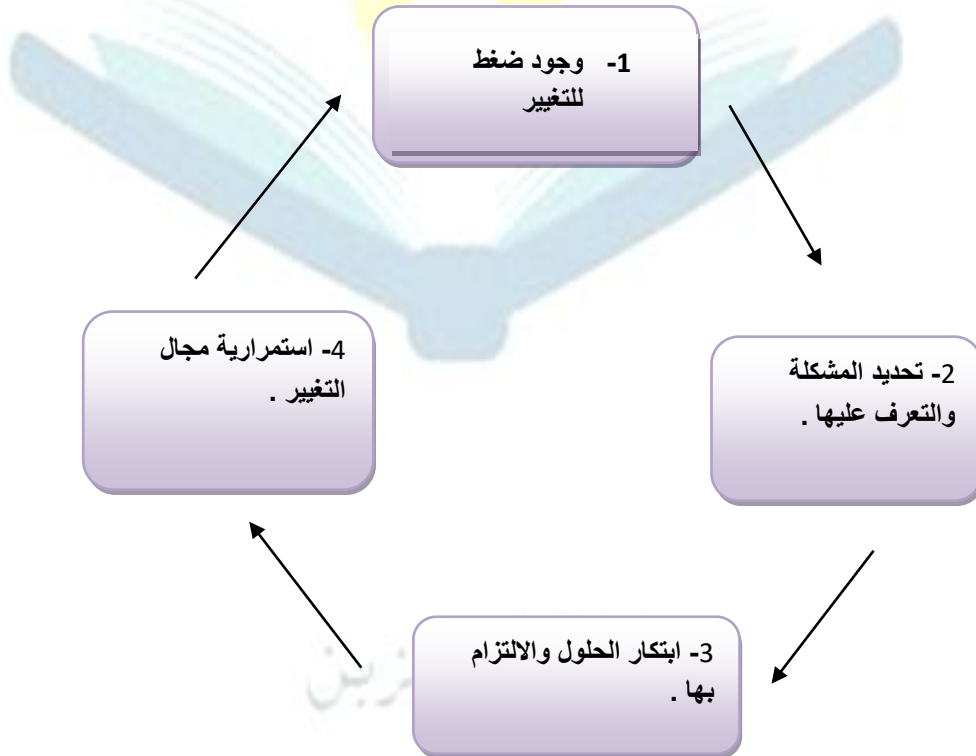 1- وجود ضغط
للتغيير
2- تحديد المشكلة
والتعرف عليها .
3- ابتكار الحلول والالتزام
بها .
4- استمرارية مجال
التغيير .